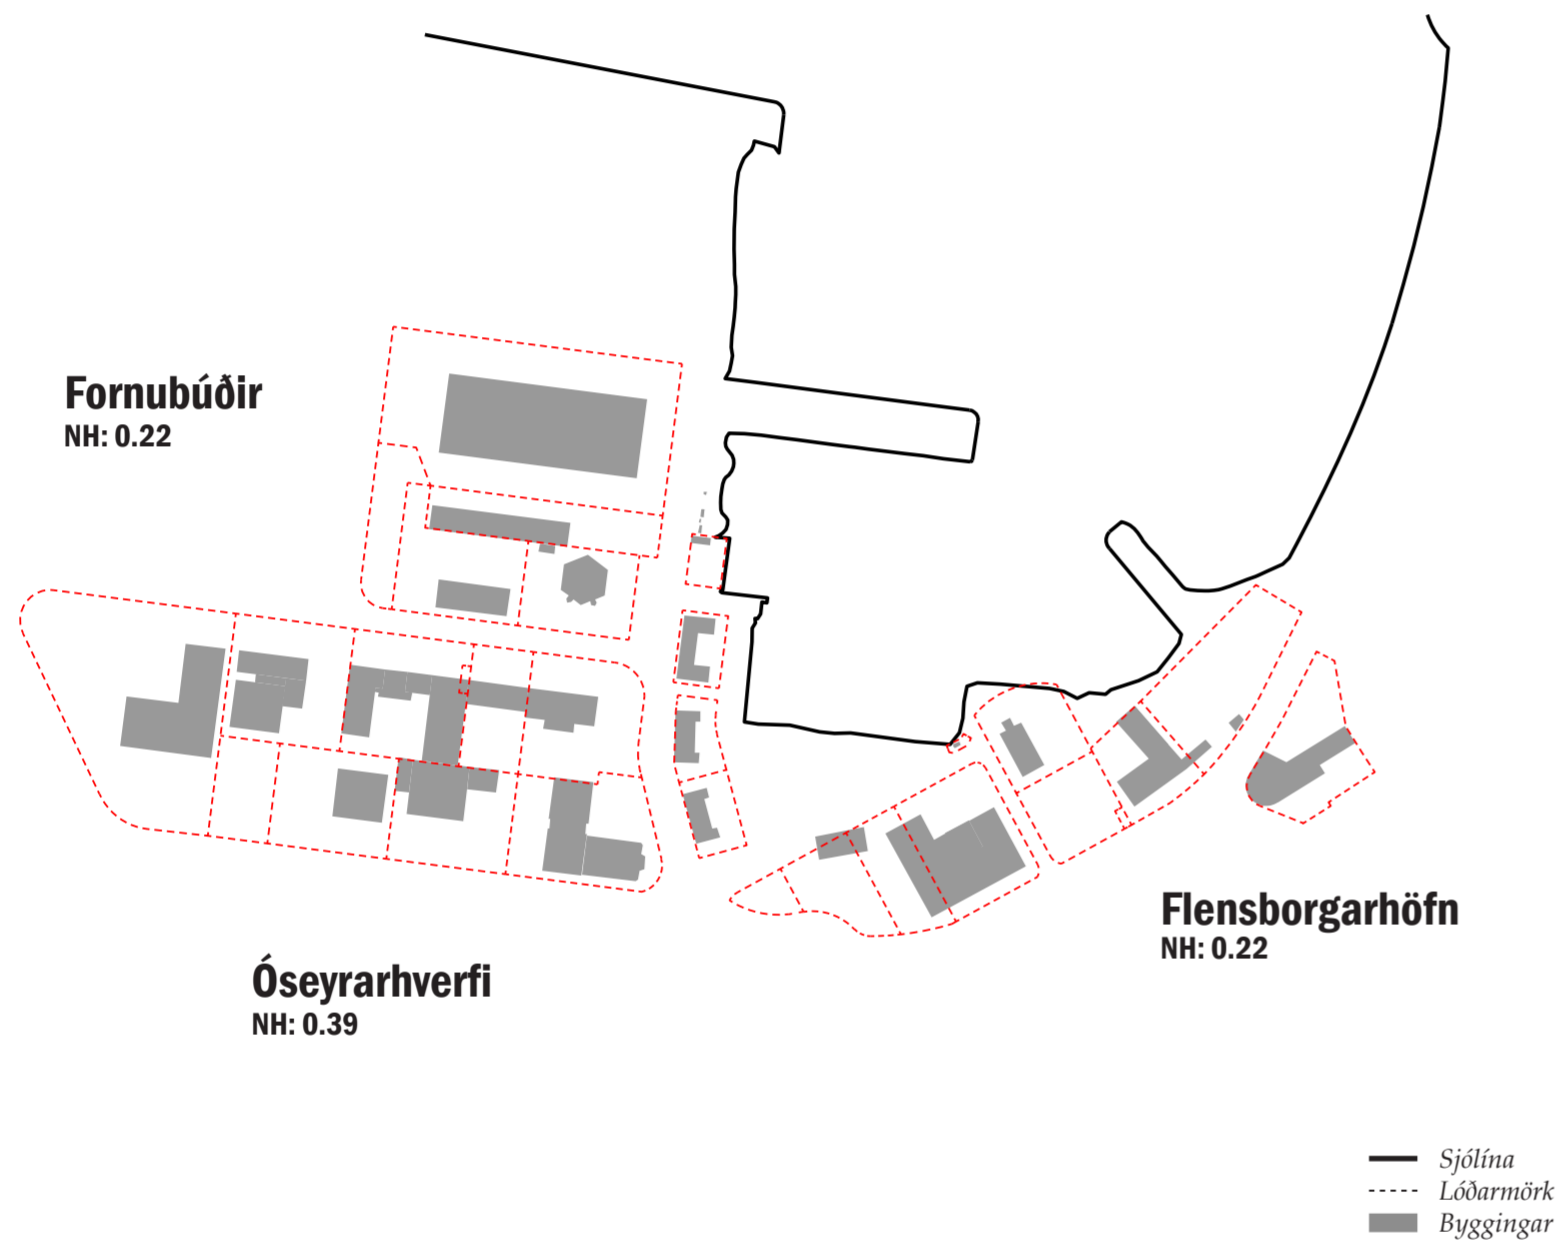 Fornubúðir
NH: 0.22
Flensborgarhöfn
NH: 0.22
Óseyrarhverfi
NH: 0.39
Sjólína
Lóðarmörk
Byggingar